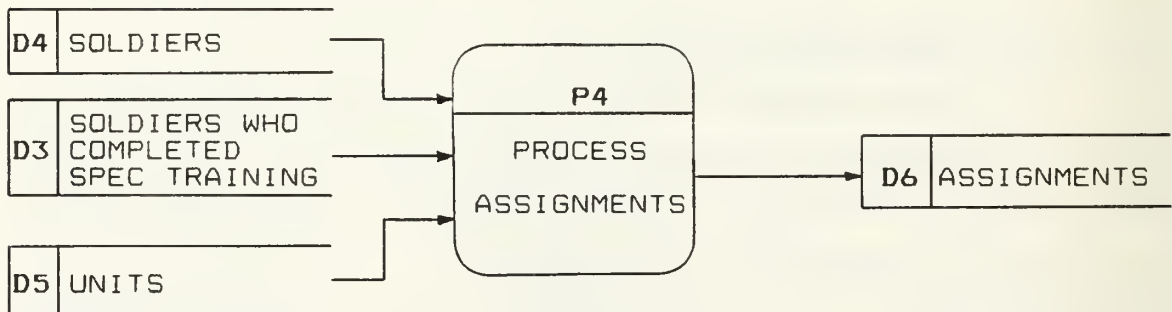 D4 SOLDIERS
D3 SOLDIERS WHO
COMPLETED
SPEC TRAINING
D5 UNITS
P4
PROCESS
ASSIGNMENTS
D6 ASSIGNMENTS